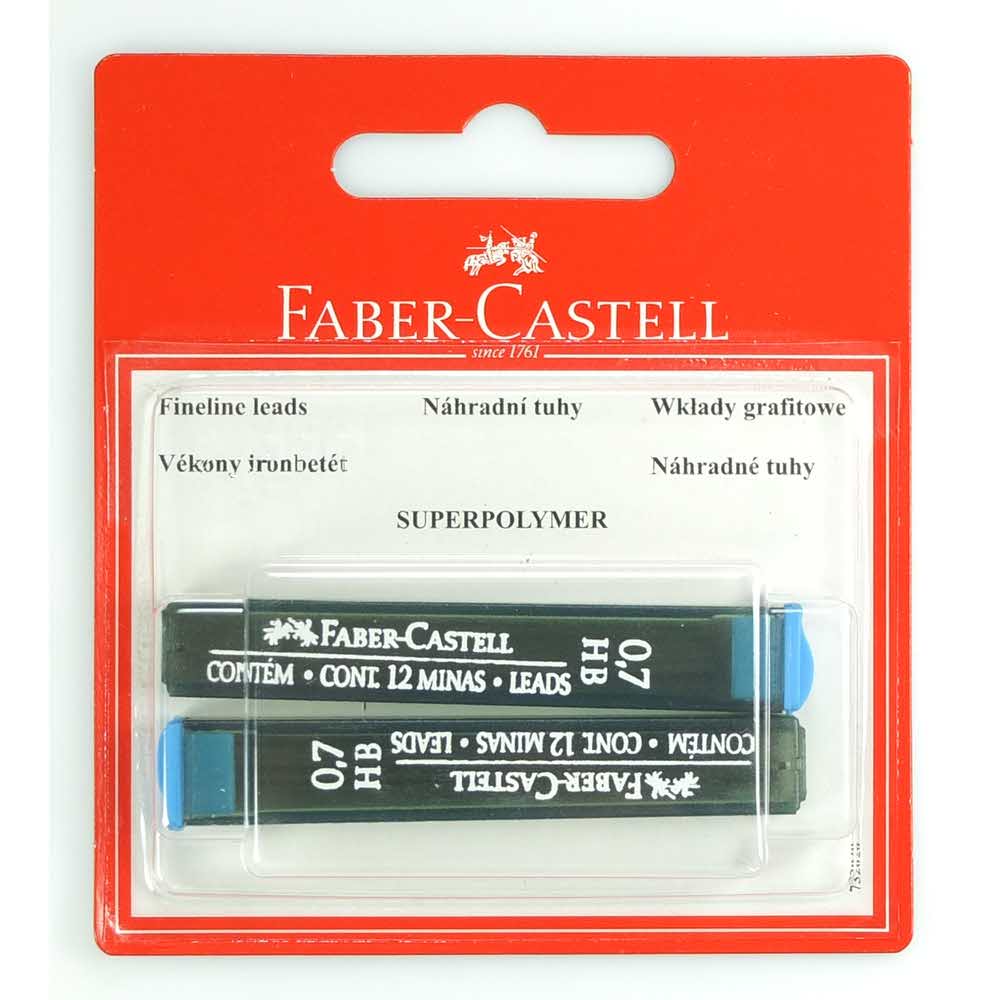 FABER-CASTELL
since 1761
Fineline leads Náhradní tuhy Wkłady grafitowe
Vékony ironbetét Náhradné tuhy
SUPERPOLYMER
FABER-CASTELL
CONTÉM • CONT. 12 MINAS • LEADS
0,7
HB
0,7
HB
CONTÉM • CONT. 12 MINAS • LEADS
FABER-CASTELL